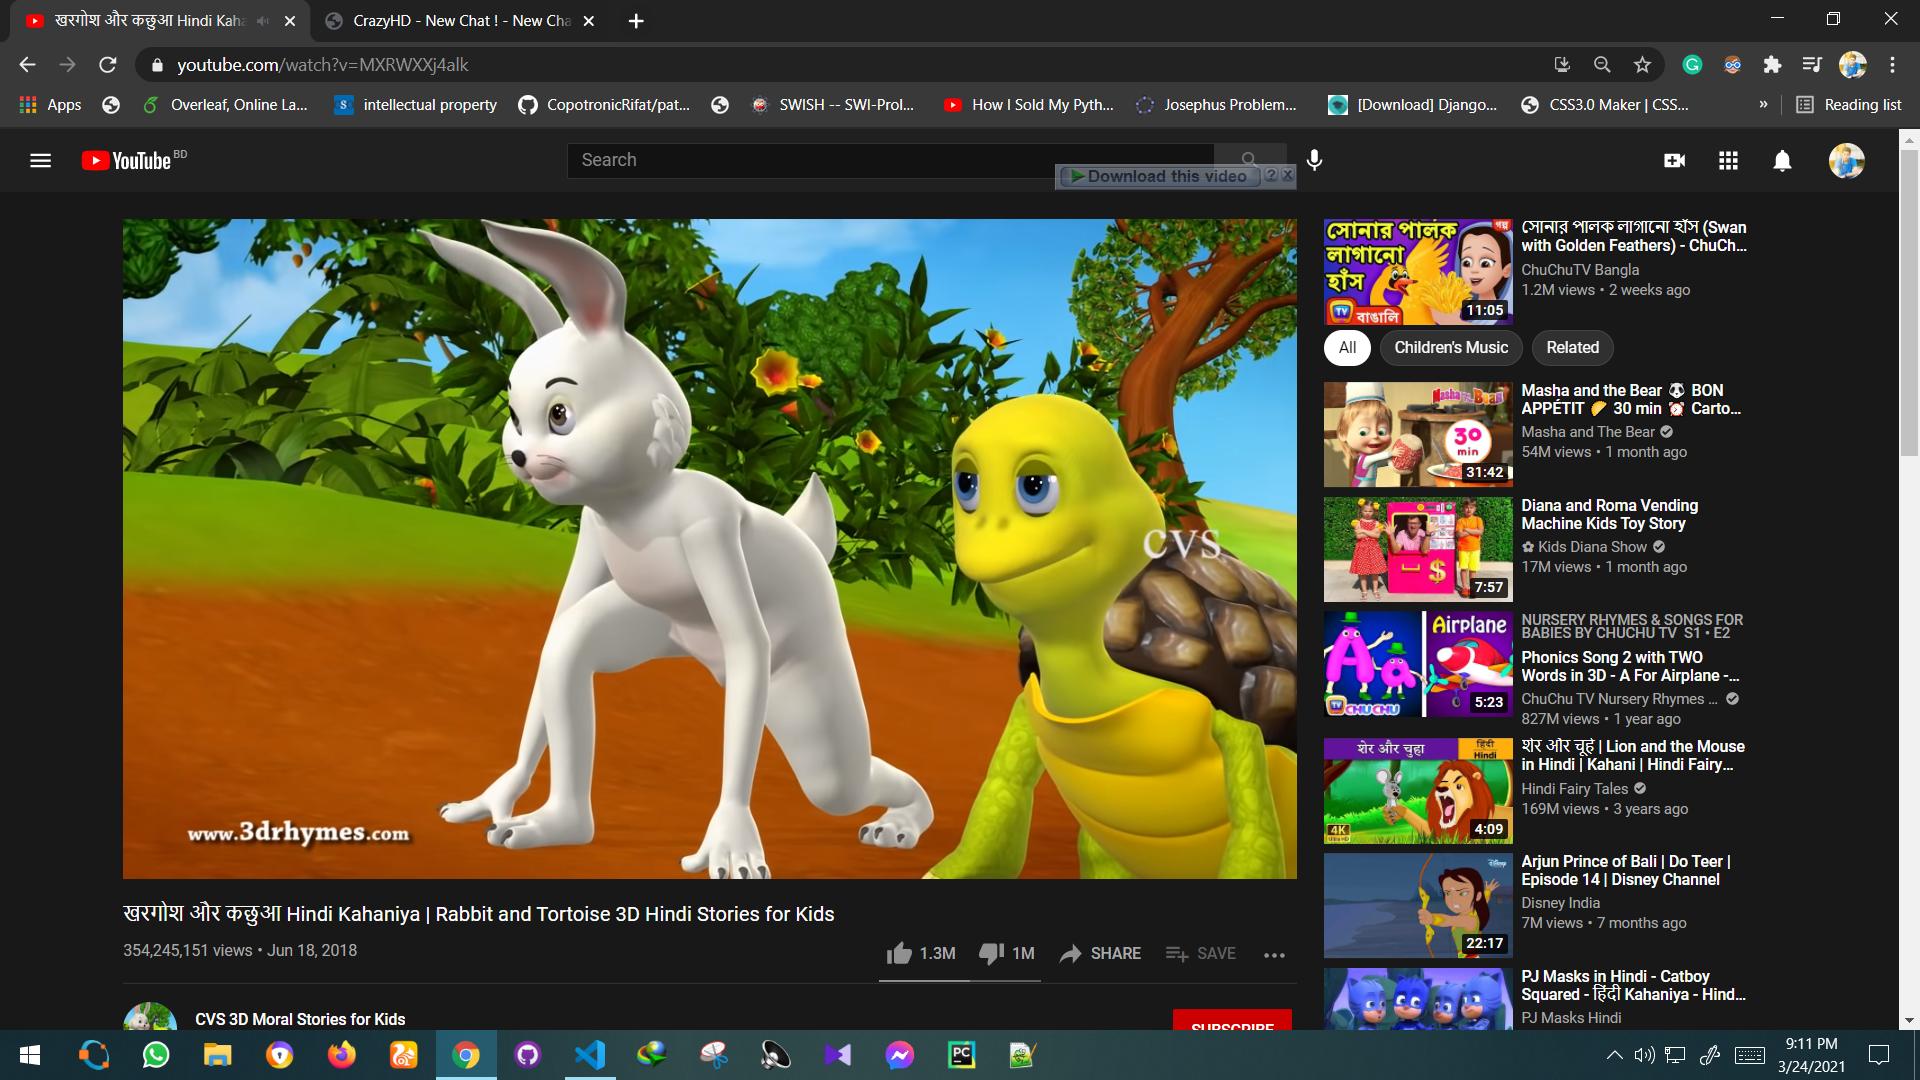 खरगोश और कछुआ Hindi Kaha
CrazyHD - New Chat ! - New Cha
youtube.com/watch?v=MXRWXXj4alk
Apps
Overleaf, Online La...
intellectual property
CopotronicRifat/pat...
SWISH -- SWI-Prol...
How I Sold My Pyth...
Josephus Problem...
[Download] Django...
CSS3.0 Maker | CSS...
»
Reading list
YouTube BD
Search
Download this video ? X
CVS
www.3drhymes.com
खरगोश और कछुआ Hindi Kahaniya | Rabbit and Tortoise 3D Hindi Stories for Kids
354,245,151 views • Jun 18, 2018
1.3M
1M
SHARE
SAVE
CVS 3D Moral Stories for Kids
SUBSCRIBE
সোনার পালক
লাগানো
হাঁস
গল্প
TV বাঙালি
11:05
সোনার পালক লাগানো হাঁস (Swan
with Golden Feathers) - ChuCh...
ChuChuTV Bangla
1.2M views • 2 weeks ago
All
Children's Music
Related
Masha and the Bear
30
min
31:42
Masha and the Bear 🐼 BON
APPÉTIT 🌮 30 min ⏰ Carto...
Masha and The Bear
54M views • 1 month ago
$
7:57
Diana and Roma Vending
Machine Kids Toy Story
✿ Kids Diana Show
17M views • 1 month ago
Airplane
A a
TV CHUCHU
5:23
NURSERY RHYMES & SONGS FOR
BABIES BY CHUCHU TV S1 • E2
Phonics Song 2 with TWO
Words in 3D - A For Airplane -...
ChuChu TV Nursery Rhymes ...
827M views • 1 year ago
शेर और चुहा
हिंदी
Hindi
4K
4:09
शेर और चूहे | Lion and the Mouse
in Hindi | Kahani | Hindi Fairy...
Hindi Fairy Tales
169M views • 3 years ago
Disney
22:17
Arjun Prince of Bali | Do Teer |
Episode 14 | Disney Channel
Disney India
7M views • 7 months ago
PJ Masks in Hindi - Catboy
Squared - हिंदी Kahaniya - Hind...
PJ Masks Hindi
PC
9:11 PM
3/24/2021